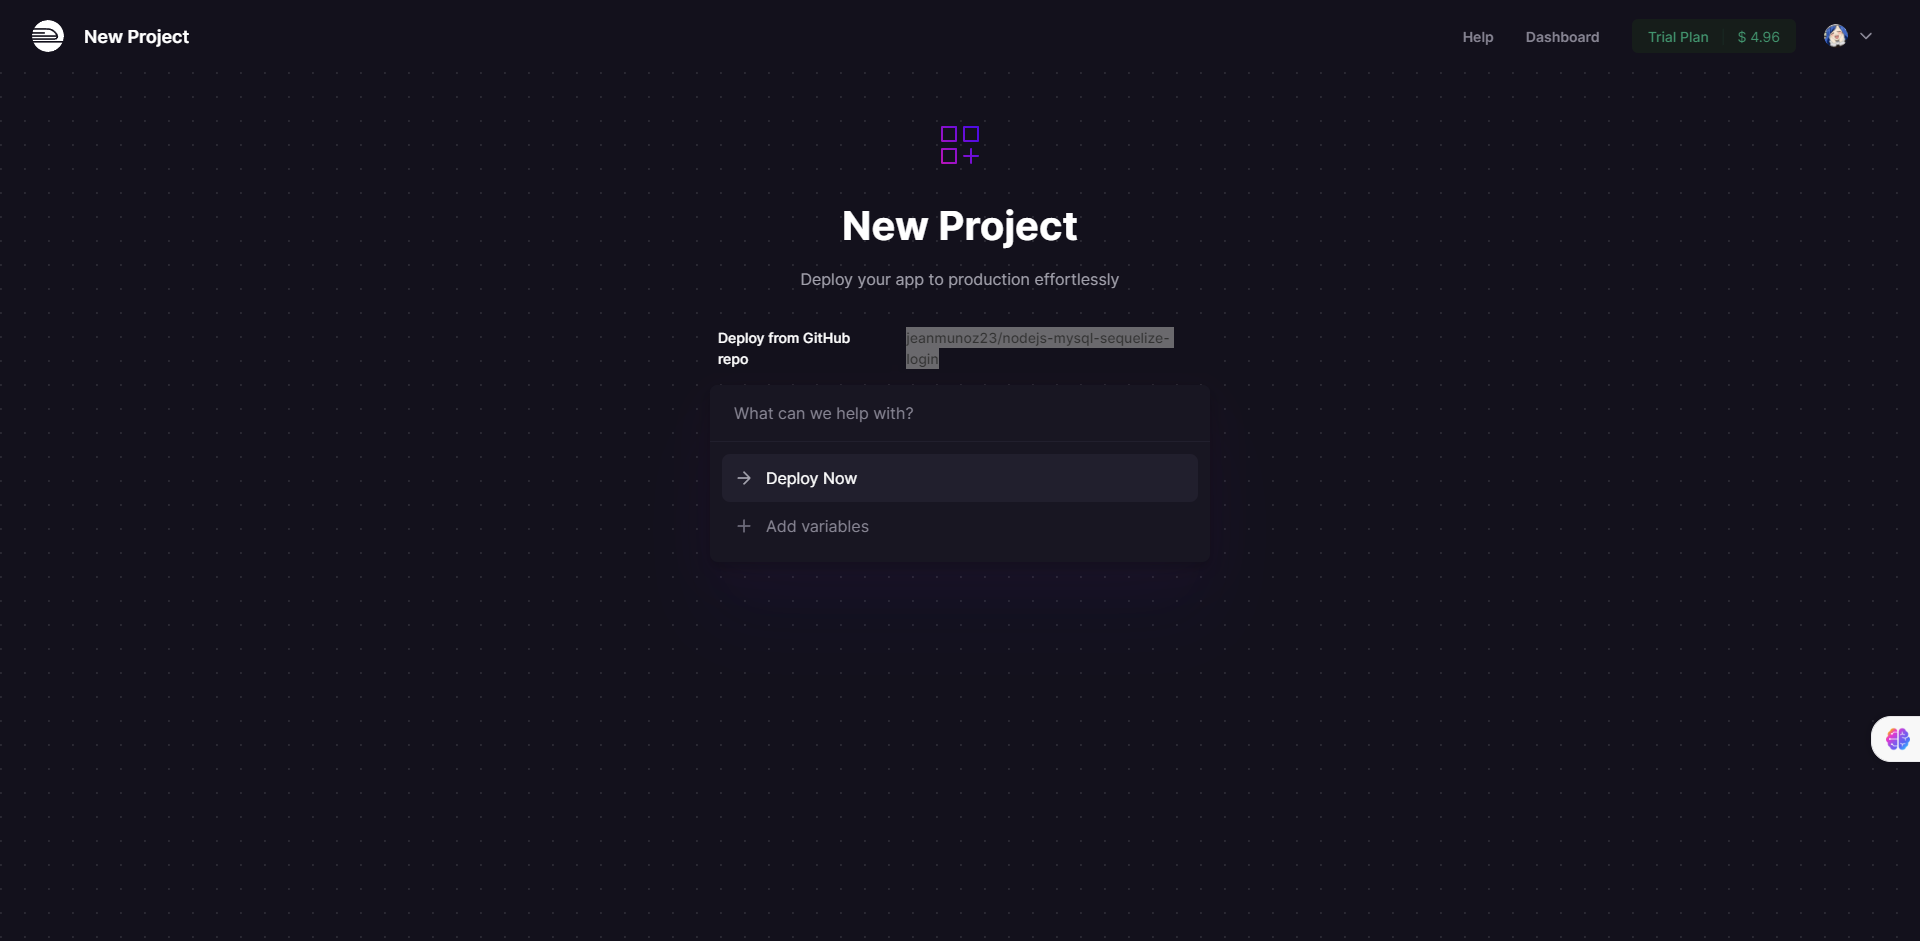 New Project
Help
Dashboard
Trial Plan
$ 4.96
New Project
Deploy your app to production effortlessly
Deploy from GitHub
repo
jeanmunoz23/nodejs-mysql-sequelize-
login
What can we help with?
Deploy Now
Add variables